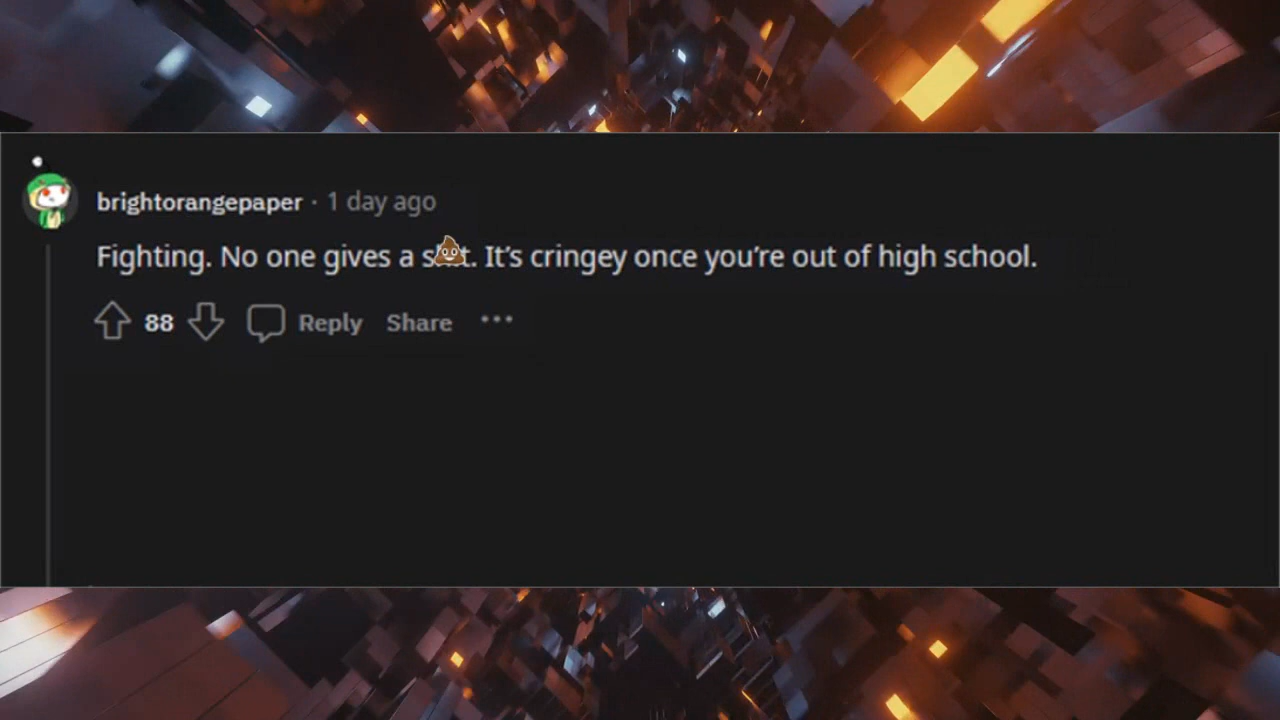 brightorangepaper · 1 day ago
Fighting. No one gives a s💩t. It’s cringey once you’re out of high school.
88 Reply Share ···